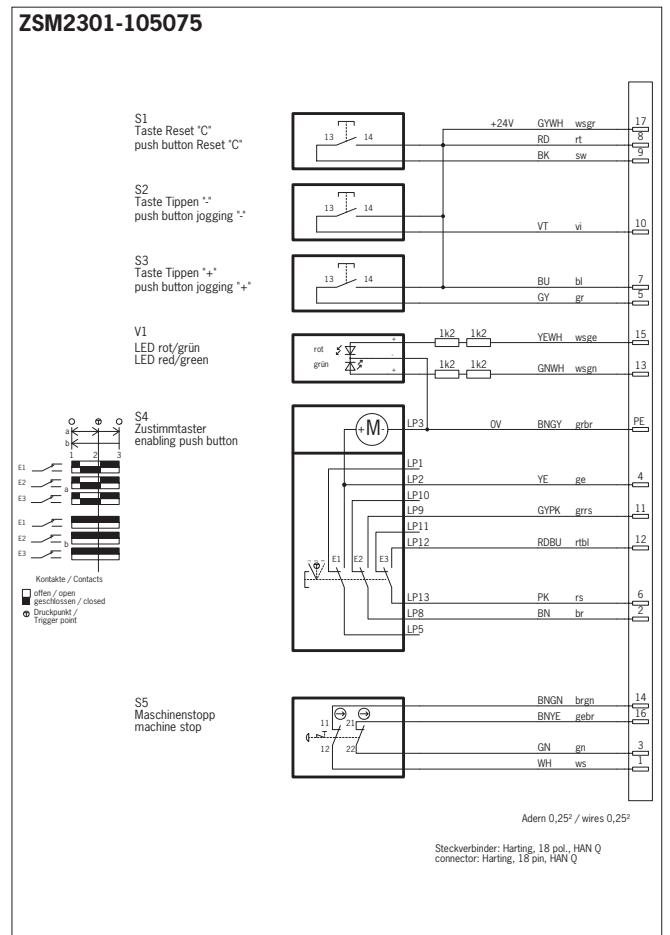 ZSM2301-105075
S1
Taste Reset "C"
push button Reset "C"
13 14
+24V GYWH wsgr 17
RD rt 8
BK sw 9
S2
Taste Tippen "-"
push button jogging "-"
13 14
VT vi 10
S3
Taste Tippen "+"
push button jogging "+"
13 14
BU bl 7
GY gr 5
V1
LED rot/grün
LED red/green
rot
grün
+
-
+
1k2 1k2 YEWH wsge 15
1k2 1k2 GNWH wsgn 13
S4
Zustimmtaster
enabling push button
+M-
LP3 0V BNGY grbr PE
LP1
LP2 YE ge 4
LP10
LP9 GYPK grrs 11
LP11
LP12 RDBU rtbl 12
E1 E2 E3
LP13 PK rs 6
LP8 BN br 2
LP5
a
b
1 2 3
E1
E2
a
E3
E1
E2
b
E3
Kontakte / Contacts
offen / open
geschlossen / closed
Druckpunkt /
Trigger point
S5
Maschinenstopp
machine stop
11 21
12 22
BNGN brgn 14
BNYE gebr 16
GN gn 3
WH ws 1
Adern 0,25² / wires 0,25²
Steckverbinder: Harting, 18 pol., HAN Q
connector: Harting, 18 pin, HAN Q